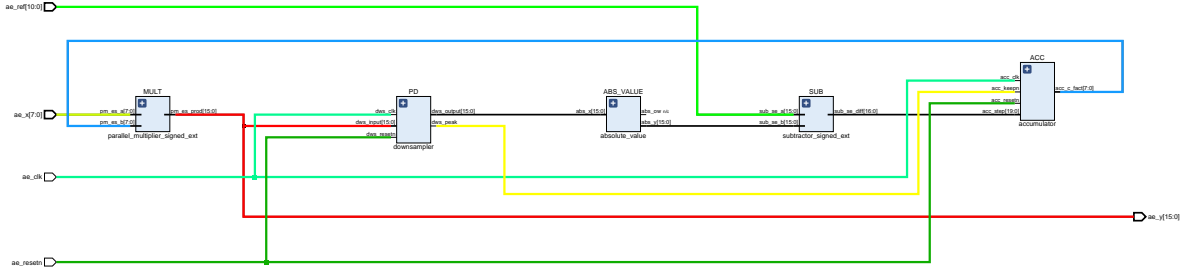 ae_ref[10:0]
ACC
acc_clk
acc_keepn
acc_resetn
acc_step[19:0]
acc_c_fact[7:0]
accumulator
MULT
pm_es_a[7:0]
pm_es_b[7:0]
pm_es_prod[15:0]
parallel_multiplier_signed_ext
PD
dws_clk
dws_input[15:0]
dws_resetn
dws_output[15:0]
dws_peak
downsampler
ABS_VALUE
abs_x[15:0]
abs_ow
abs_y[15:0]
absolute_value
SUB
sub_se_a[15:0]
sub_se_b[15:0]
sub_se_diff[16:0]
subtractor_signed_ext
ae_x[7:0]
ae_clk
ae_y[15:0]
ae_resetn